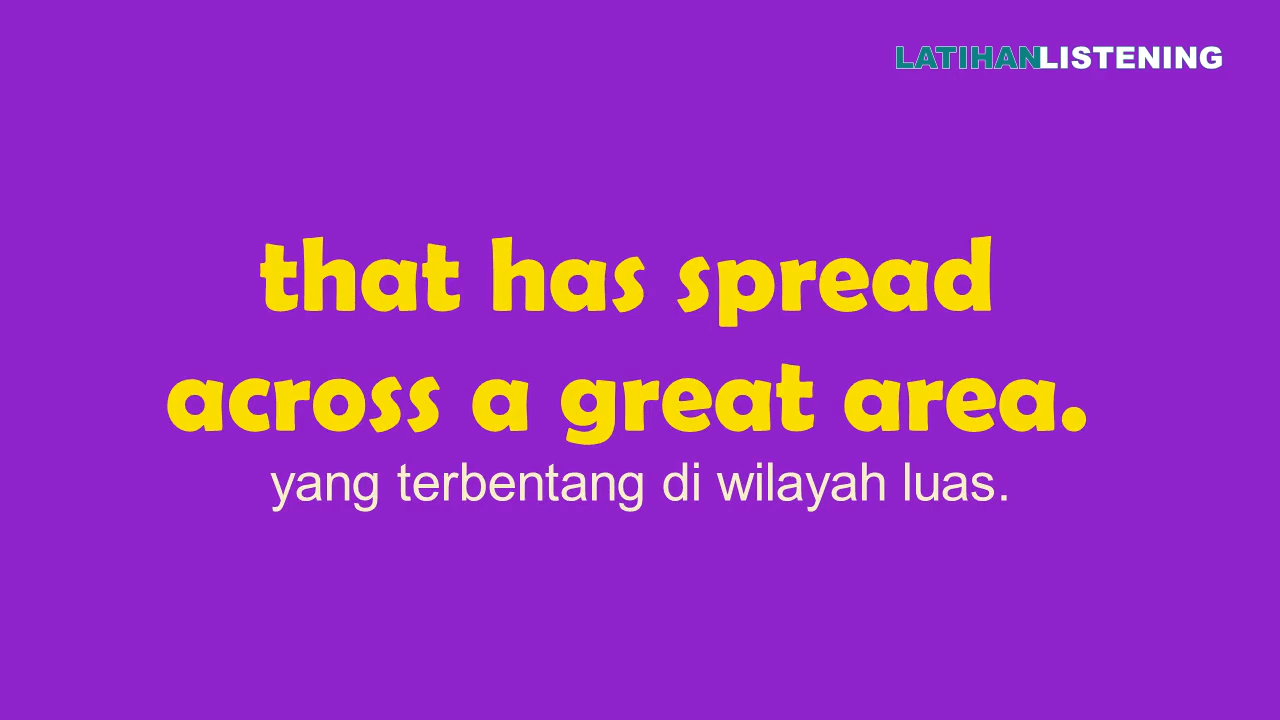 LATIHANLISTENING
that has spread
across a great area.
yang terbentang di wilayah luas.